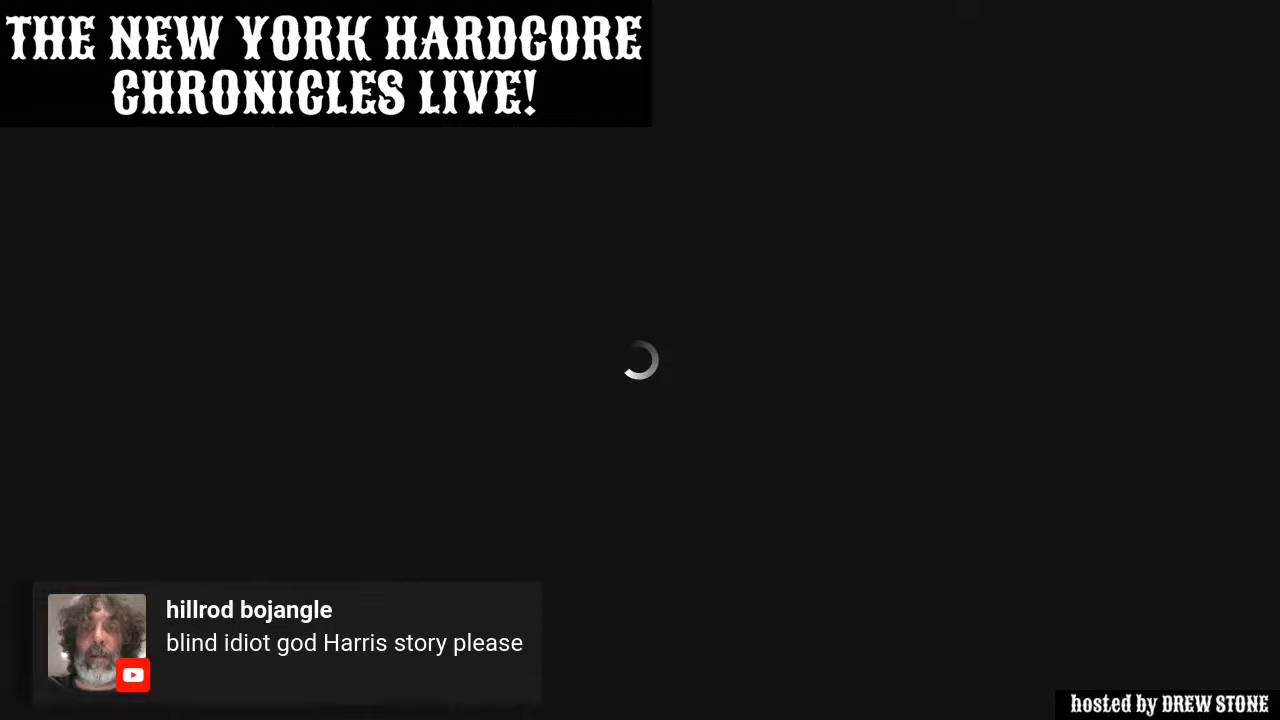 THE NEW YORK HARDCORE
CHRONICLES LIVE!
hillrod bojangle
blind idiot god Harris story please
hosted by DREW STONE